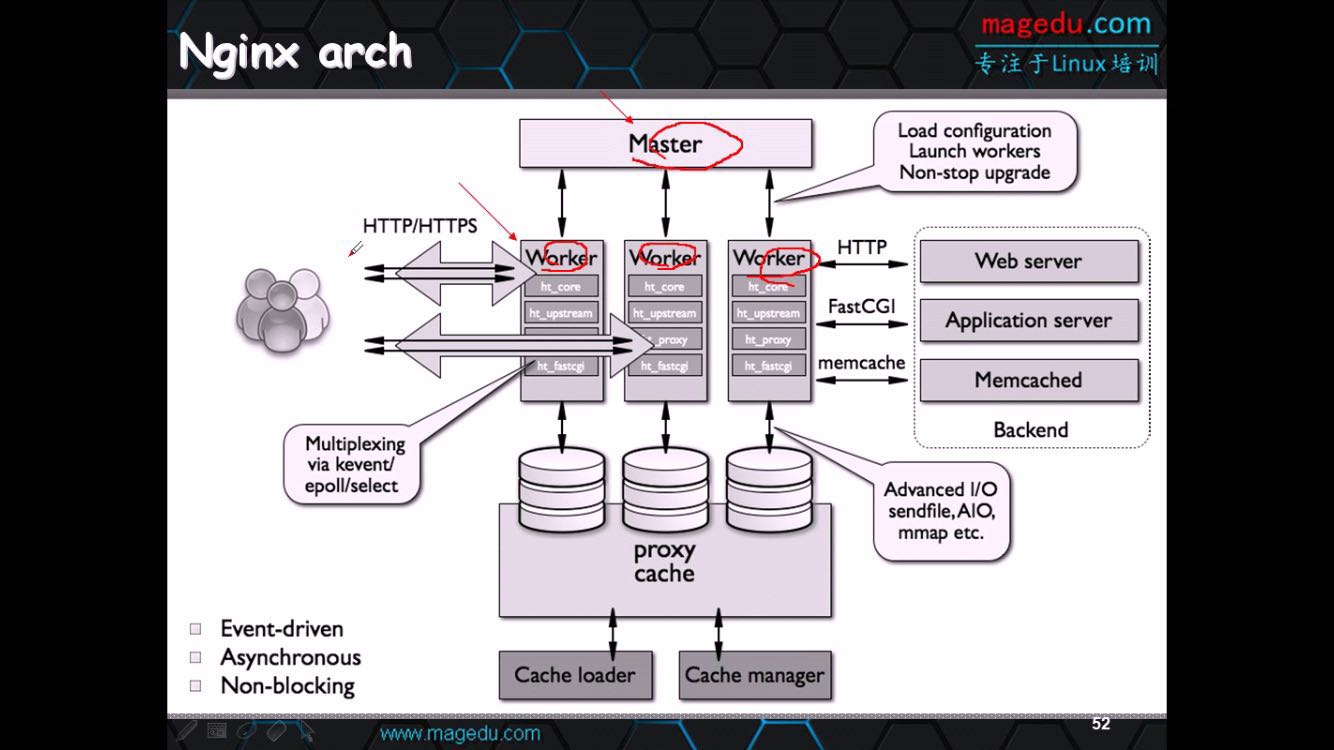 Nginx arch
magedu.com
专注于Linux培训
Master
Load configuration
Launch workers
Non-stop upgrade
HTTP/HTTPS
Worker
ht_core
ht_upstream
ht_fastcgi
Worker
ht_core
ht_upstream
ht_proxy
ht_fastcgi
Worker
ht_core
ht_upstream
ht_proxy
ht_fastcgi
HTTP
FastCGI
memcache
Web server
Application server
Memcached
Backend
Multiplexing
via kevent/
epoll/select
Advanced I/O
sendfile, AIO,
mmap etc.
proxy
cache
Cache loader
Cache manager
Event-driven
Asynchronous
Non-blocking
www.magedu.com
52